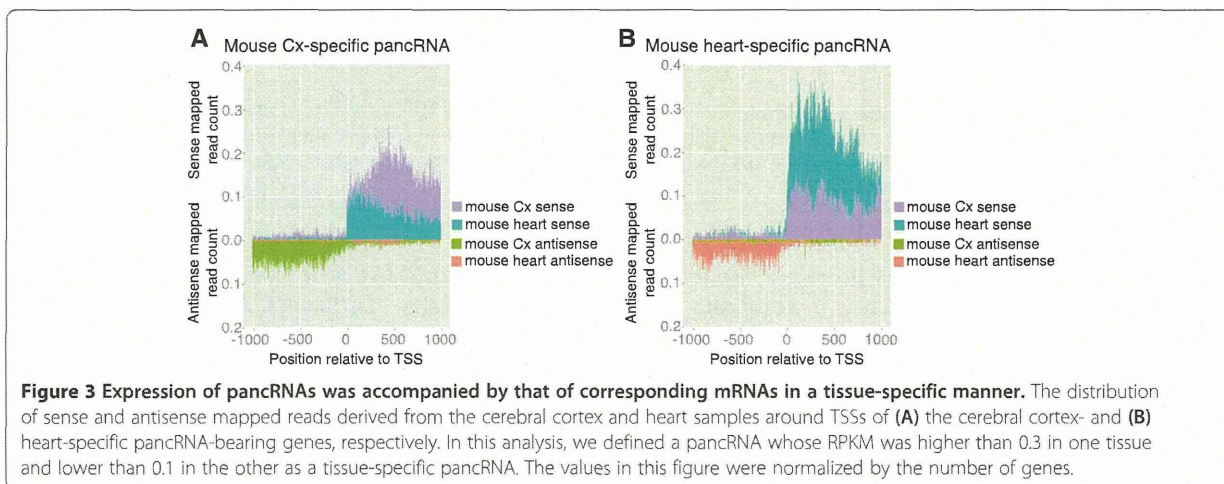 A
Mouse Cx-specific pancRNA
0.4
0.3
0.2
0.1
0.0
0.1
0.2
Sense mapped
read count
Antisense mapped
read count
-1000
-500
0
500
1000
Position relative to TSS
mouse Cx sense
mouse heart sense
mouse Cx antisense
mouse heart antisense
B
Mouse heart-specific pancRNA
0.4
0.3
0.2
0.1
0.0
0.1
0.2
Sense mapped
read count
Antisense mapped
read count
-1000
-500
0
500
1000
Position relative to TSS
mouse Cx sense
mouse heart sense
mouse Cx antisense
mouse heart antisense
Figure 3 Expression of pancRNAs was accompanied by that of corresponding mRNAs in a tissue-specific manner. The distribution
of sense and antisense mapped reads derived from the cerebral cortex and heart samples around TSSs of (A) the cerebral cortex- and (B)
heart-specific pancRNA-bearing genes, respectively. In this analysis, we defined a pancRNA whose RPKM was higher than 0.3 in one tissue
and lower than 0.1 in the other as a tissue-specific pancRNA. The values in this figure were normalized by the number of genes.